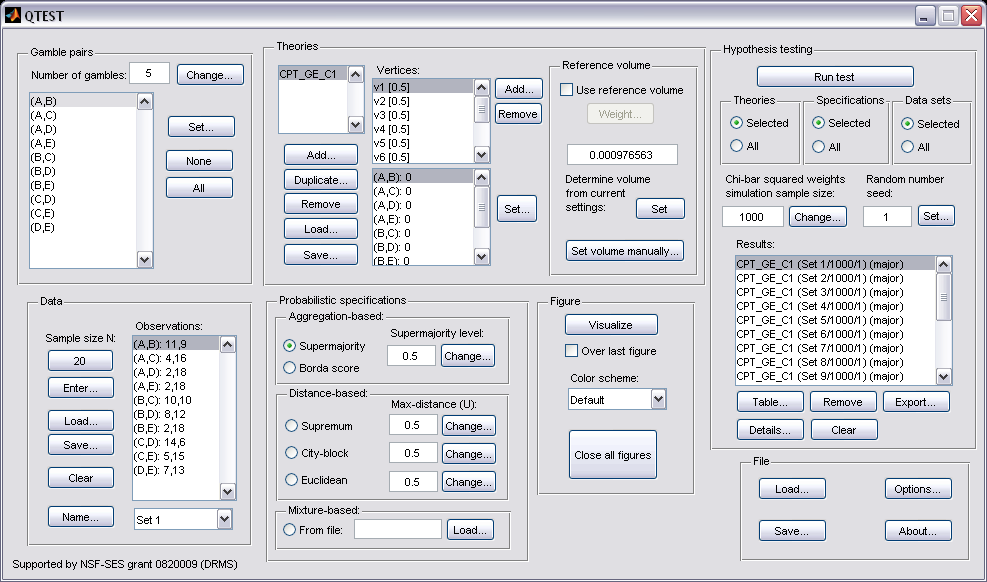 QTEST
Gamble pairs
Number of gambles: 5 Change...
(A,B)
(A,C)
(A,D)
(A,E)
(B,C)
(B,D)
(B,E)
(C,D)
(C,E)
(D,E)
Set...
None
All
Theories
CPT_GE_C1
Add...
Duplicate...
Remove
Load...
Save...
Vertices:
v1 [0.5]
v2 [0.5]
v3 [0.5]
v4 [0.5]
v5 [0.5]
v6 [0.5]
Add...
Remove
(A,B): 0
(A,C): 0
(A,D): 0
(A,E): 0
(B,C): 0
(B,D): 0
(B,E): 0
Set...
Reference volume
Use reference volume
Weight...
0.000976563
Determine volume
from current
settings:
Set
Set volume manually...
Hypothesis testing
Run test
Theories
Selected
All
Specifications
Selected
All
Data sets
Selected
All
Chi-bar squared weights
simulation sample size:
1000 Change...
Random number
seed:
1 Set...
Results:
CPT_GE_C1 (Set 1/1000/1) (major)
CPT_GE_C1 (Set 2/1000/1) (major)
CPT_GE_C1 (Set 3/1000/1) (major)
CPT_GE_C1 (Set 4/1000/1) (major)
CPT_GE_C1 (Set 5/1000/1) (major)
CPT_GE_C1 (Set 6/1000/1) (major)
CPT_GE_C1 (Set 7/1000/1) (major)
CPT_GE_C1 (Set 8/1000/1) (major)
CPT_GE_C1 (Set 9/1000/1) (major)
Table... Remove Export...
Details... Clear
Data
Sample size N:
20
Enter...
Load...
Save...
Clear
Name...
Observations:
(A,B): 11,9
(A,C): 4,16
(A,D): 2,18
(A,E): 2,18
(B,C): 10,10
(B,D): 8,12
(B,E): 2,18
(C,D): 14,6
(C,E): 5,15
(D,E): 7,13
Set 1
Probabilistic specifications
Aggregation-based:
Supermajority
Borda score
Supermajority level:
0.5 Change...
Distance-based:
Max-distance (U):
Supremum 0.5 Change...
City-block 0.5 Change...
Euclidean 0.5 Change...
Mixture-based:
From file: Load...
Figure
Visualize
Over last figure
Color scheme:
Default
Close all figures
File
Load... Options...
Save... About...
Supported by NSF-SES grant 0820009 (DRMS)